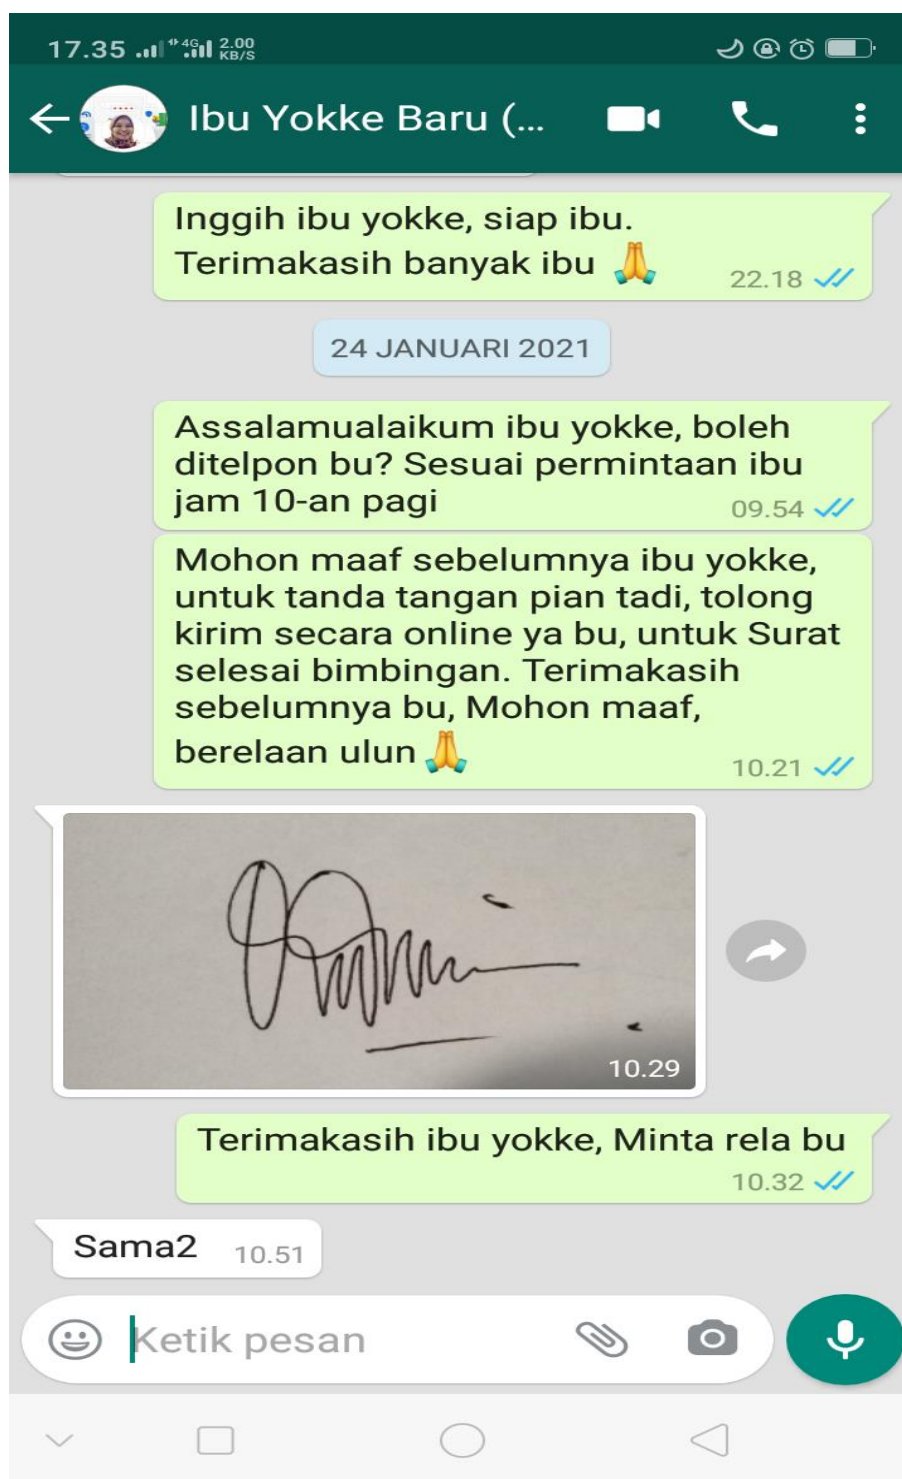 17.35 4G 2.00
KB/S
Ibu Yokke Baru (...
Inggih ibu yokke, siap ibu.
Terimakasih banyak ibu 🙏
22.18
24 JANUARI 2021
Assalamualaikum ibu yokke, boleh
ditelpon bu? Sesuai permintaan ibu
jam 10-an pagi
09.54
Mohon maaf sebelumnya ibu yokke,
untuk tanda tangan pian tadi, tolong
kirim secara online ya bu, untuk Surat
selesai bimbingan. Terimakasih
sebelumnya bu, Mohon maaf,
berelaan ulun 🙏
10.21
10.29
Terimakasih ibu yokke, Minta rela bu
10.32
Sama2 10.51
Ketik pesan